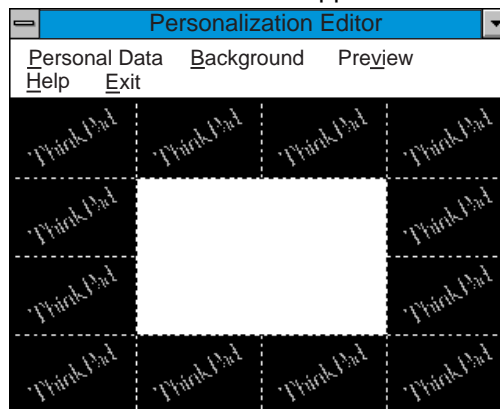 Personalization Editor
Personal Data Background Preview
Help Exit
ThinkPad ThinkPad ThinkPad ThinkPad
ThinkPad ThinkPad
ThinkPad ThinkPad
ThinkPad ThinkPad ThinkPad ThinkPad